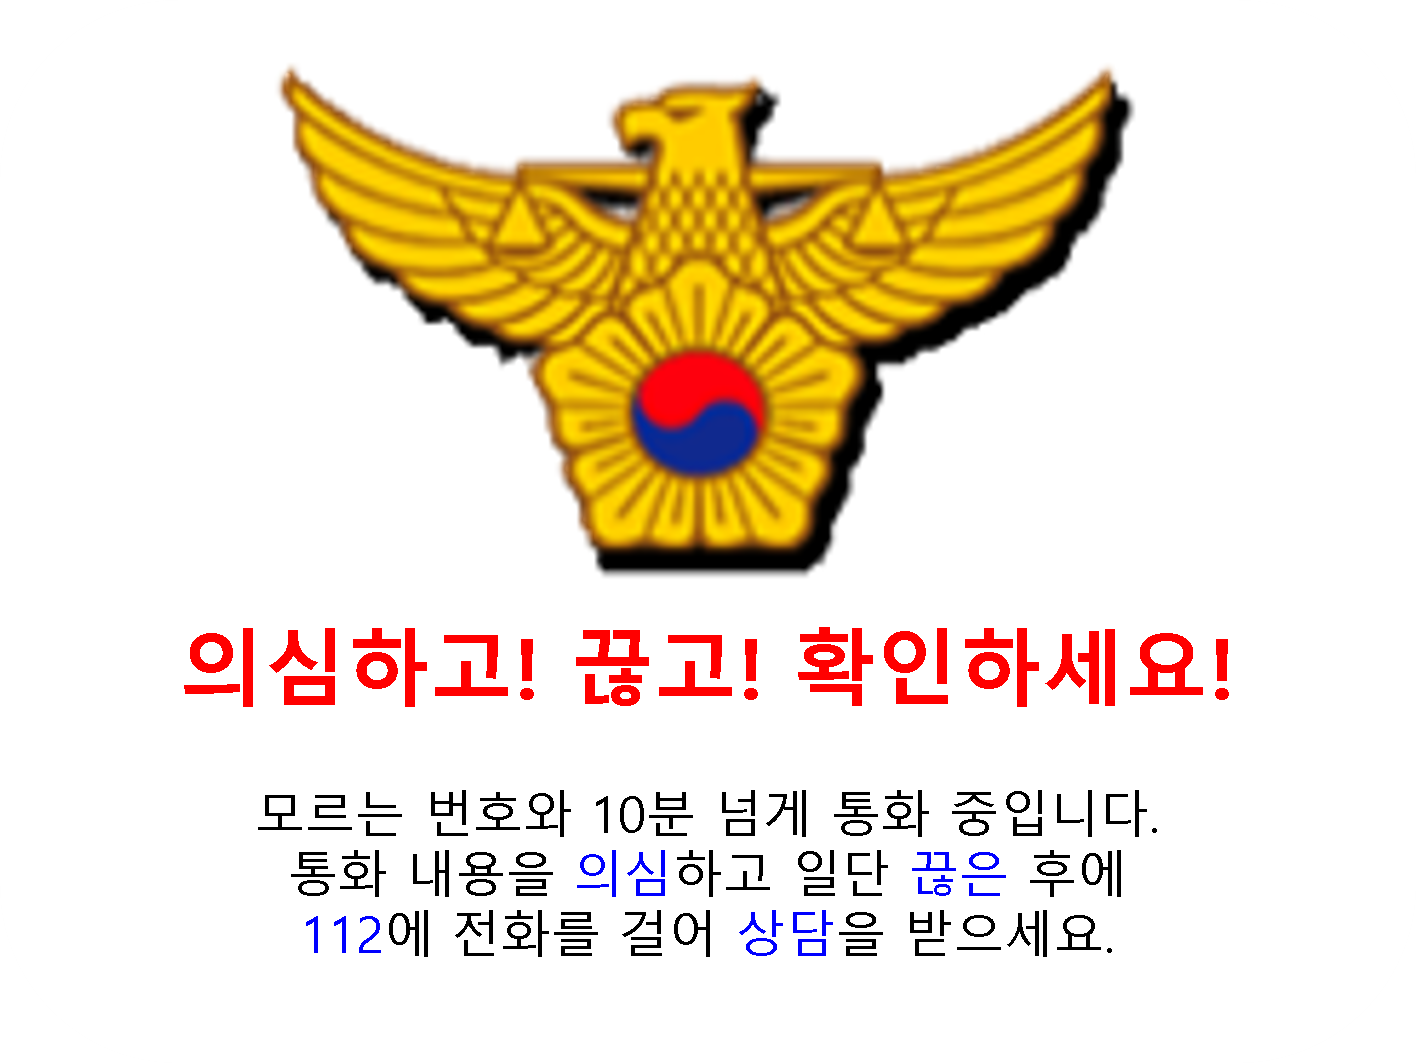 의심하고! 끊고! 확인하세요!
모르는 번호와 10분 넘게 통화 중입니다.
통화 내용을 의심하고 일단 끊은 후에
112에 전화를 걸어 상담을 받으세요.